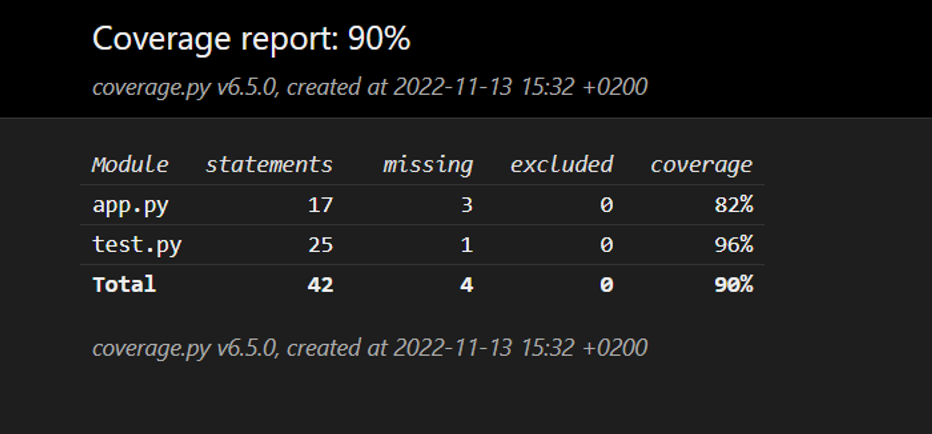 Coverage report: 90%
coverage.py v6.5.0, created at 2022-11-13 15:32 +0200
Module statements missing excluded coverage
app.py 17 3 0 82%
test.py 25 1 0 96%
Total 42 4 0 90%
coverage.py v6.5.0, created at 2022-11-13 15:32 +0200